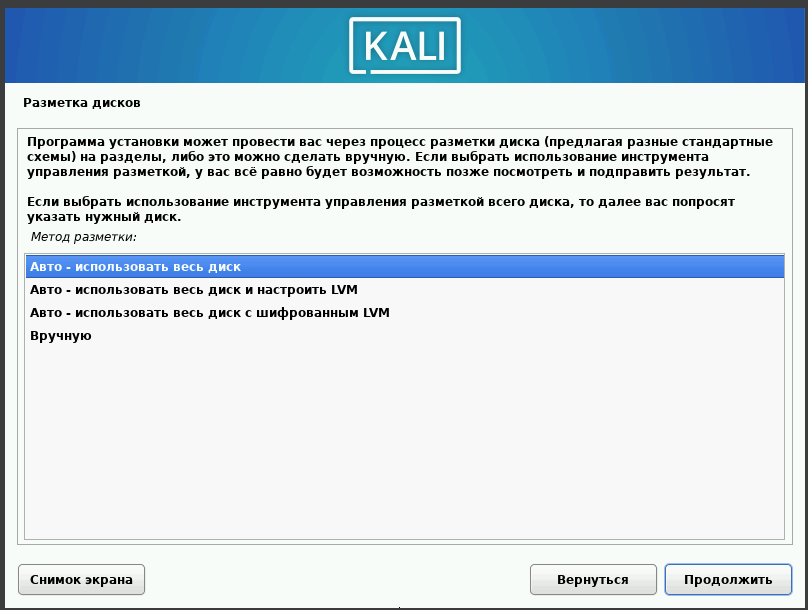 KALI
Разметка дисков
Программа установки может провести вас через процесс разметки диска (предлагая разные стандартные
схемы) на разделы, либо это можно сделать вручную. Если выбрать использование инструмента
управления разметкой, у вас всё равно будет возможность позже посмотреть и подправить результат.
Если выбрать использование инструмента управления разметкой всего диска, то далее вас попросят
указать нужный диск.
Метод разметки:
Авто - использовать весь диск
Авто - использовать весь диск и настроить LVM
Авто - использовать весь диск с шифрованным LVM
Вручную
Снимок экрана
Вернуться
Продолжить